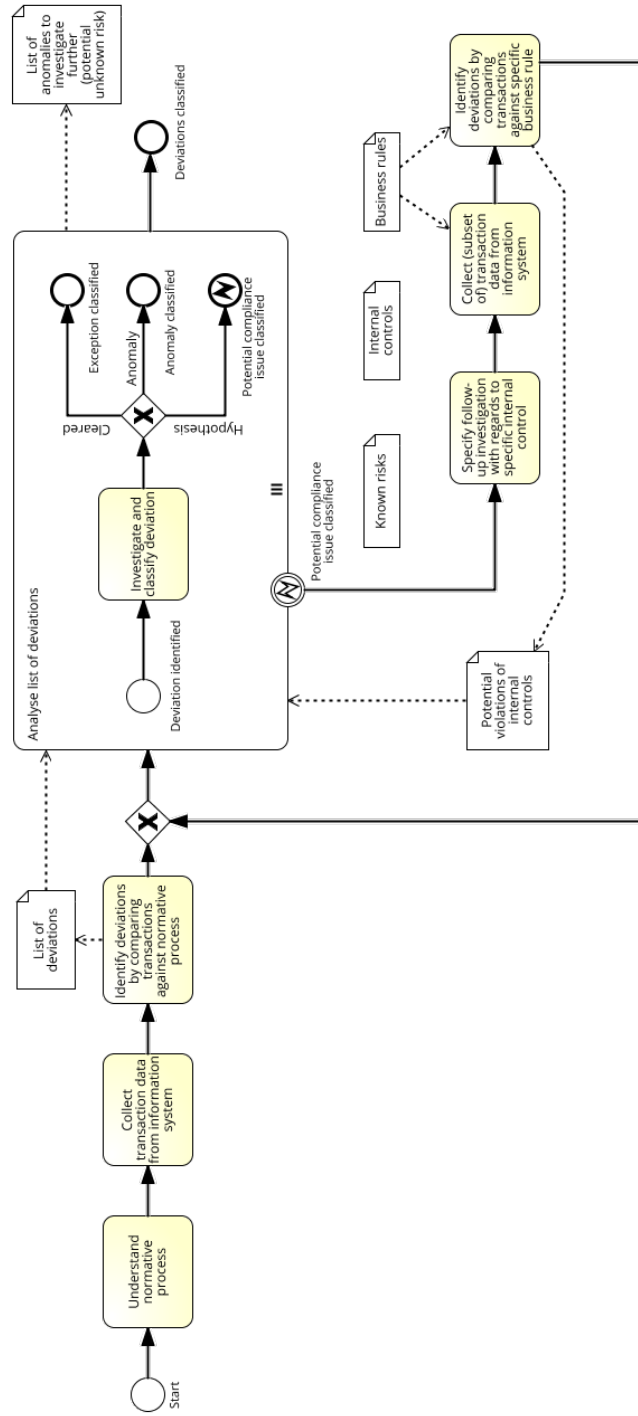 Start
Understand
normative
process
Collect
transaction data
from information
system
Identify deviations
by comparing
transactions
against normative
process
List of
deviations
Analyse list of deviations
Deviation identified
Investigate and
classify deviation
Cleared
Anomaly
Hypothesis
Exception classified
Anomaly classified
Potential compliance
issue classified
Deviations classified
List of
anomalies to
investigate
further
(potential
unknown risk)
Potential compliance
issue classified
Potential
violations of
internal
controls
Known risks
Internal
controls
Business rules
Specify follow-
up investigation
with regards to
specific internal
control
Collect (subset
of) transaction
data from
information
system
Identify
deviations by
comparing
transactions
against specific
business rule